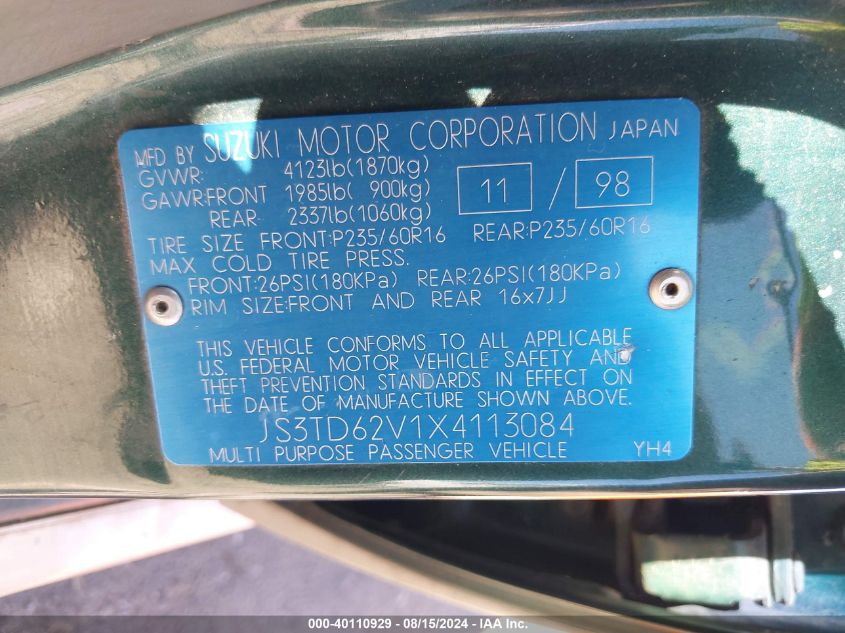 MFD BY SUZUKI MOTOR CORPORATION JAPAN
GVWR: 4123lb(1870kg)
GAWR:FRONT 1985lb( 900kg) 11 / 98
REAR: 2337lb(1060kg)
TIRE SIZE FRONT:P235/60R16 REAR:P235/60R16
MAX COLD TIRE PRESS.
FRONT:26PSI(180KPa) REAR:26PSI(180KPa)
RIM SIZE:FRONT AND REAR 16x7JJ
THIS VEHICLE CONFORMS TO ALL APPLICABLE
U.S. FEDERAL MOTOR VEHICLE SAFETY AND
THEFT PREVENTION STANDARDS IN EFFECT ON
THE DATE OF MANUFACTURE SHOWN ABOVE.
JS3TD62V1X4113084
MULTI PURPOSE PASSENGER VEHICLE YH4
000-40110929 - 08/15/2024 - IAA Inc.